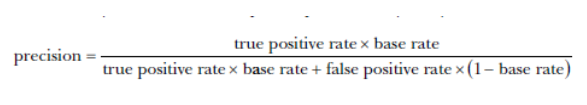 true positive rate × base rate
precision =
true positive rate × base rate + false positive rate × (1 – base rate)